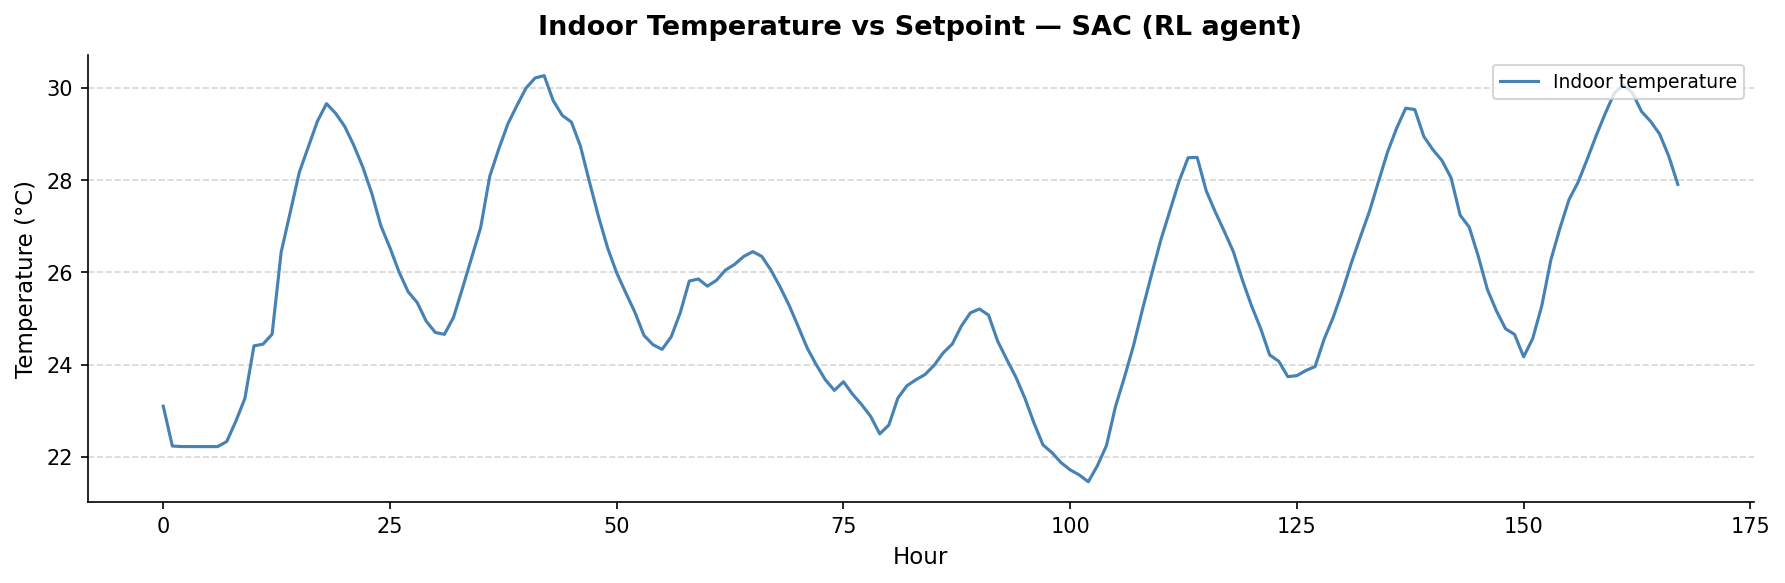 Indoor Temperature vs Setpoint — SAC (RL agent)
Indoor temperature
Temperature (°C)
30
28
26
24
22
0 25 50 75 100 125 150 175
Hour